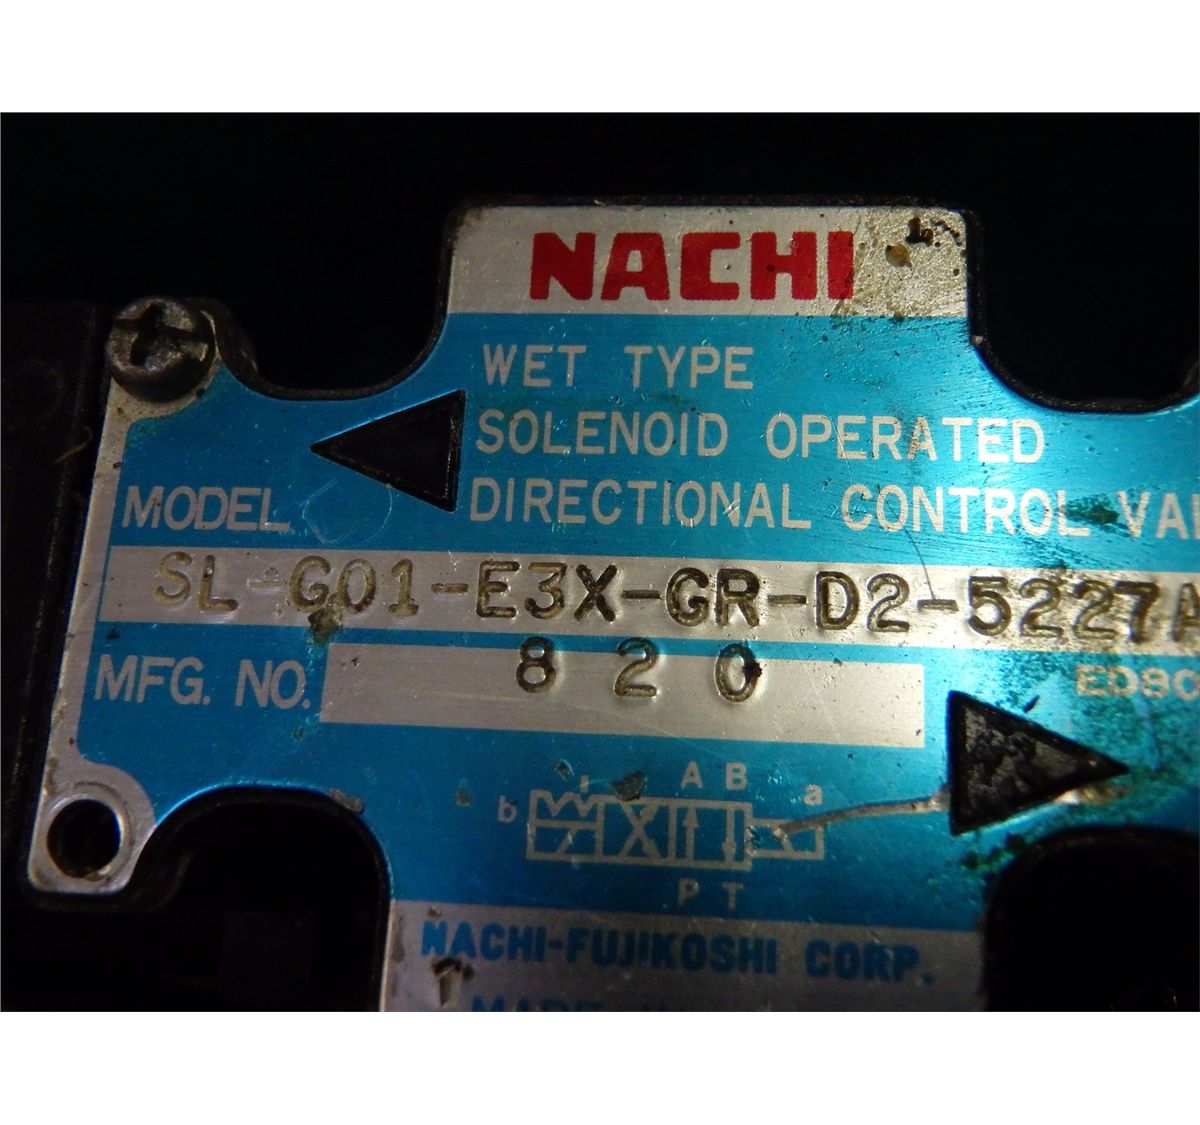 NACHI
WET TYPE
SOLENOID OPERATED
DIRECTIONAL CONTROL VA
MODEL
SL-G01-E3X-GR-D2-5227A
MFG. NO. 820
A B
b a
P T
NACHI-FUJIKOSHI CORP.